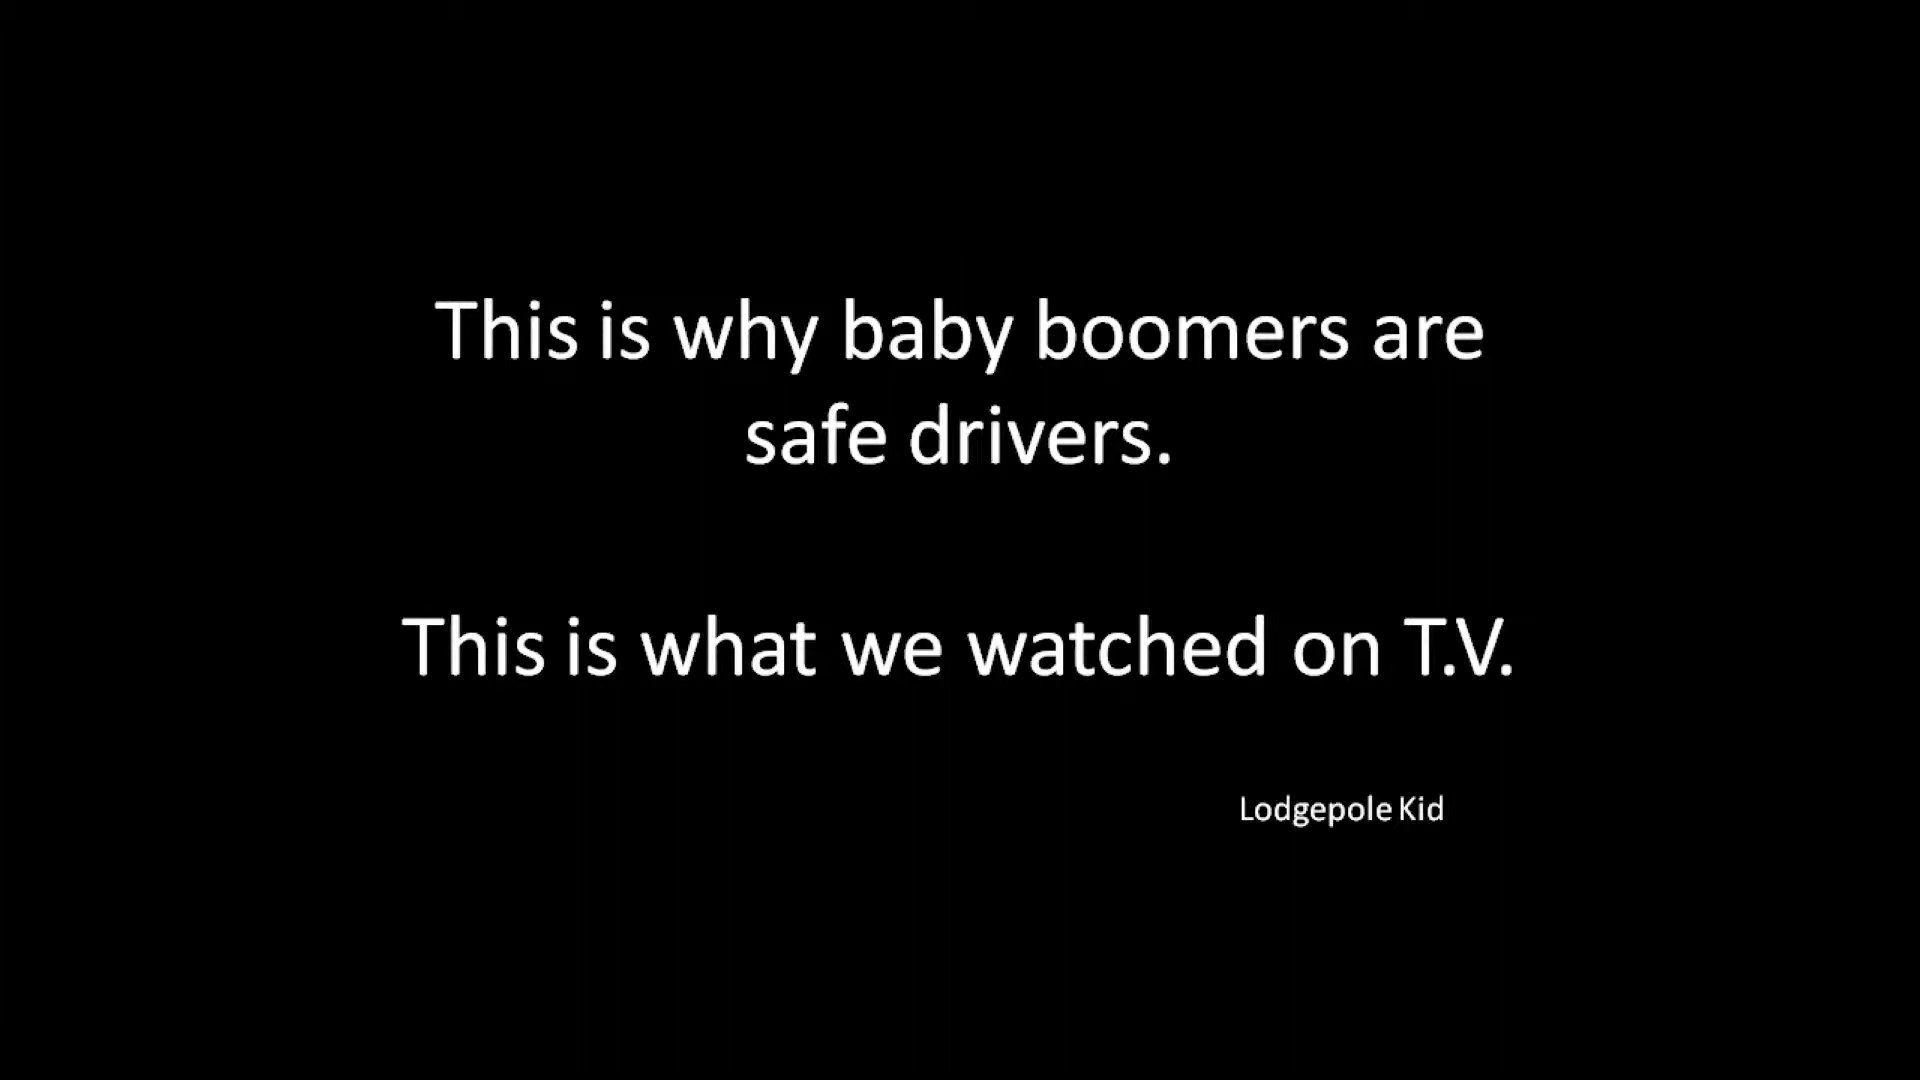 This is why baby boomers are
safe drivers.
This is what we watched on T.V.
Lodgepole Kid